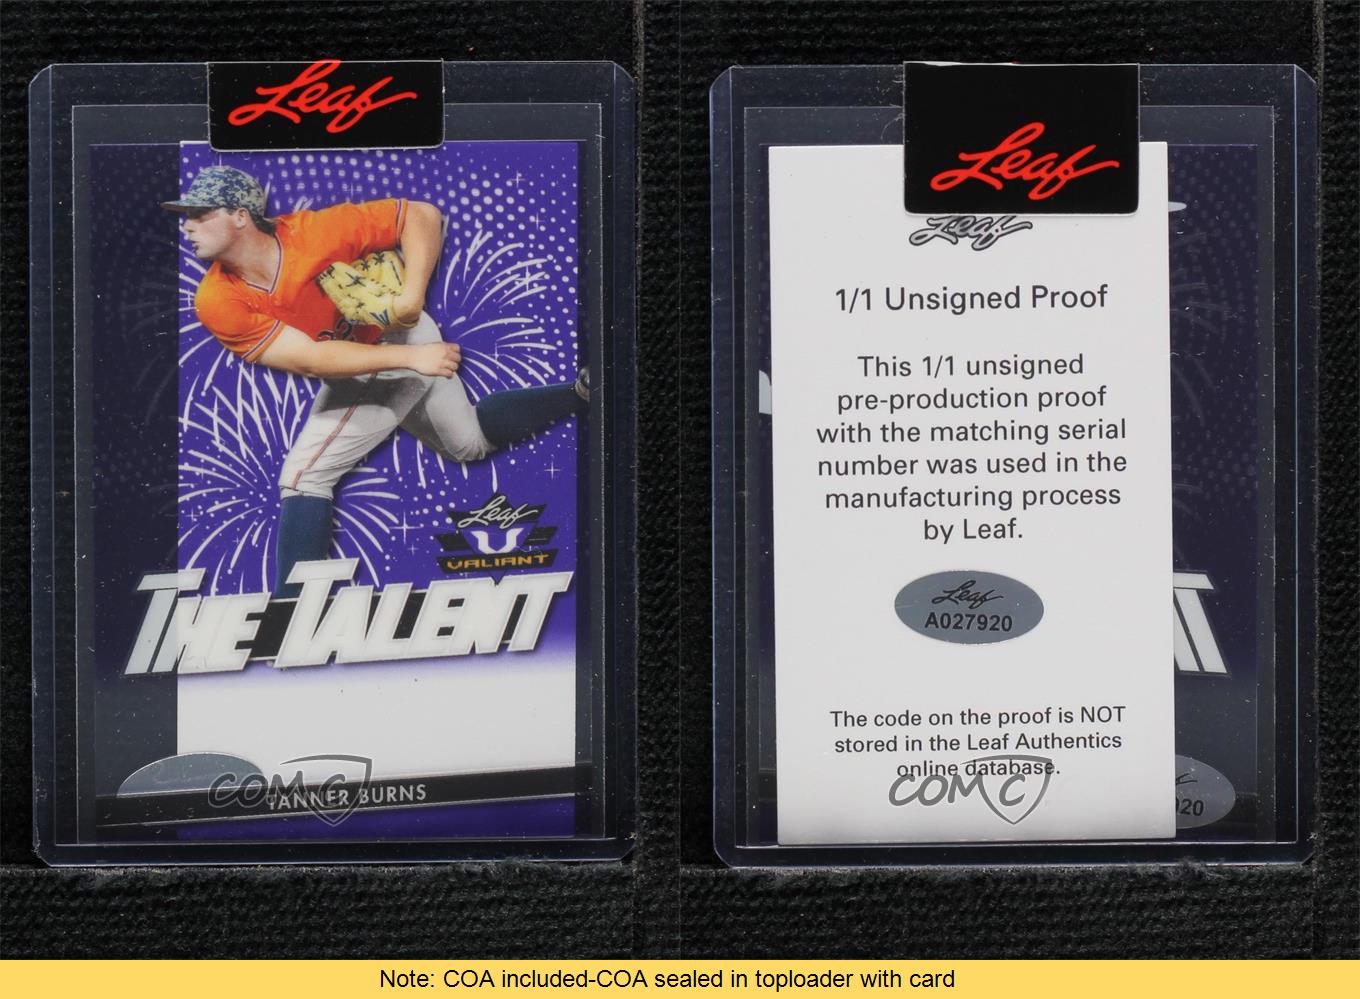 Leaf
Leaf
VALIANT
THE TALENT
COMC
TANNER BURNS
Leaf
Leaf
1/1 Unsigned Proof
This 1/1 unsigned
pre-production proof
with the matching serial
number was used in the
manufacturing process
by Leaf.
Leaf
A027920
The code on the proof is NOT
stored in the Leaf Authentics
online database.
COMC
920
Note: COA included-COA sealed in toploader with card